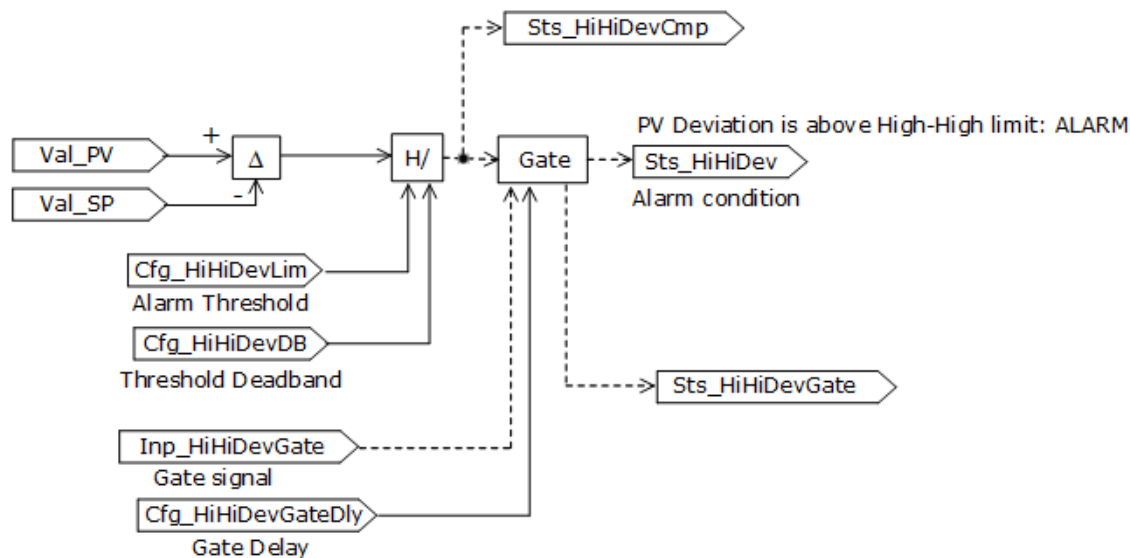 Sts_HiHiDevCmp
PV Deviation is above High-High limit: ALARM
+
Val_PV
Δ
H/
Gate
Sts_HiHiDev
Val_SP
-
Alarm condition
Cfg_HiHiDevLim
Alarm Threshold
Cfg_HiHiDevDB
Threshold Deadband
Sts_HiHiDevGate
Inp_HiHiDevGate
Gate signal
Cfg_HiHiDevGateDly
Gate Delay